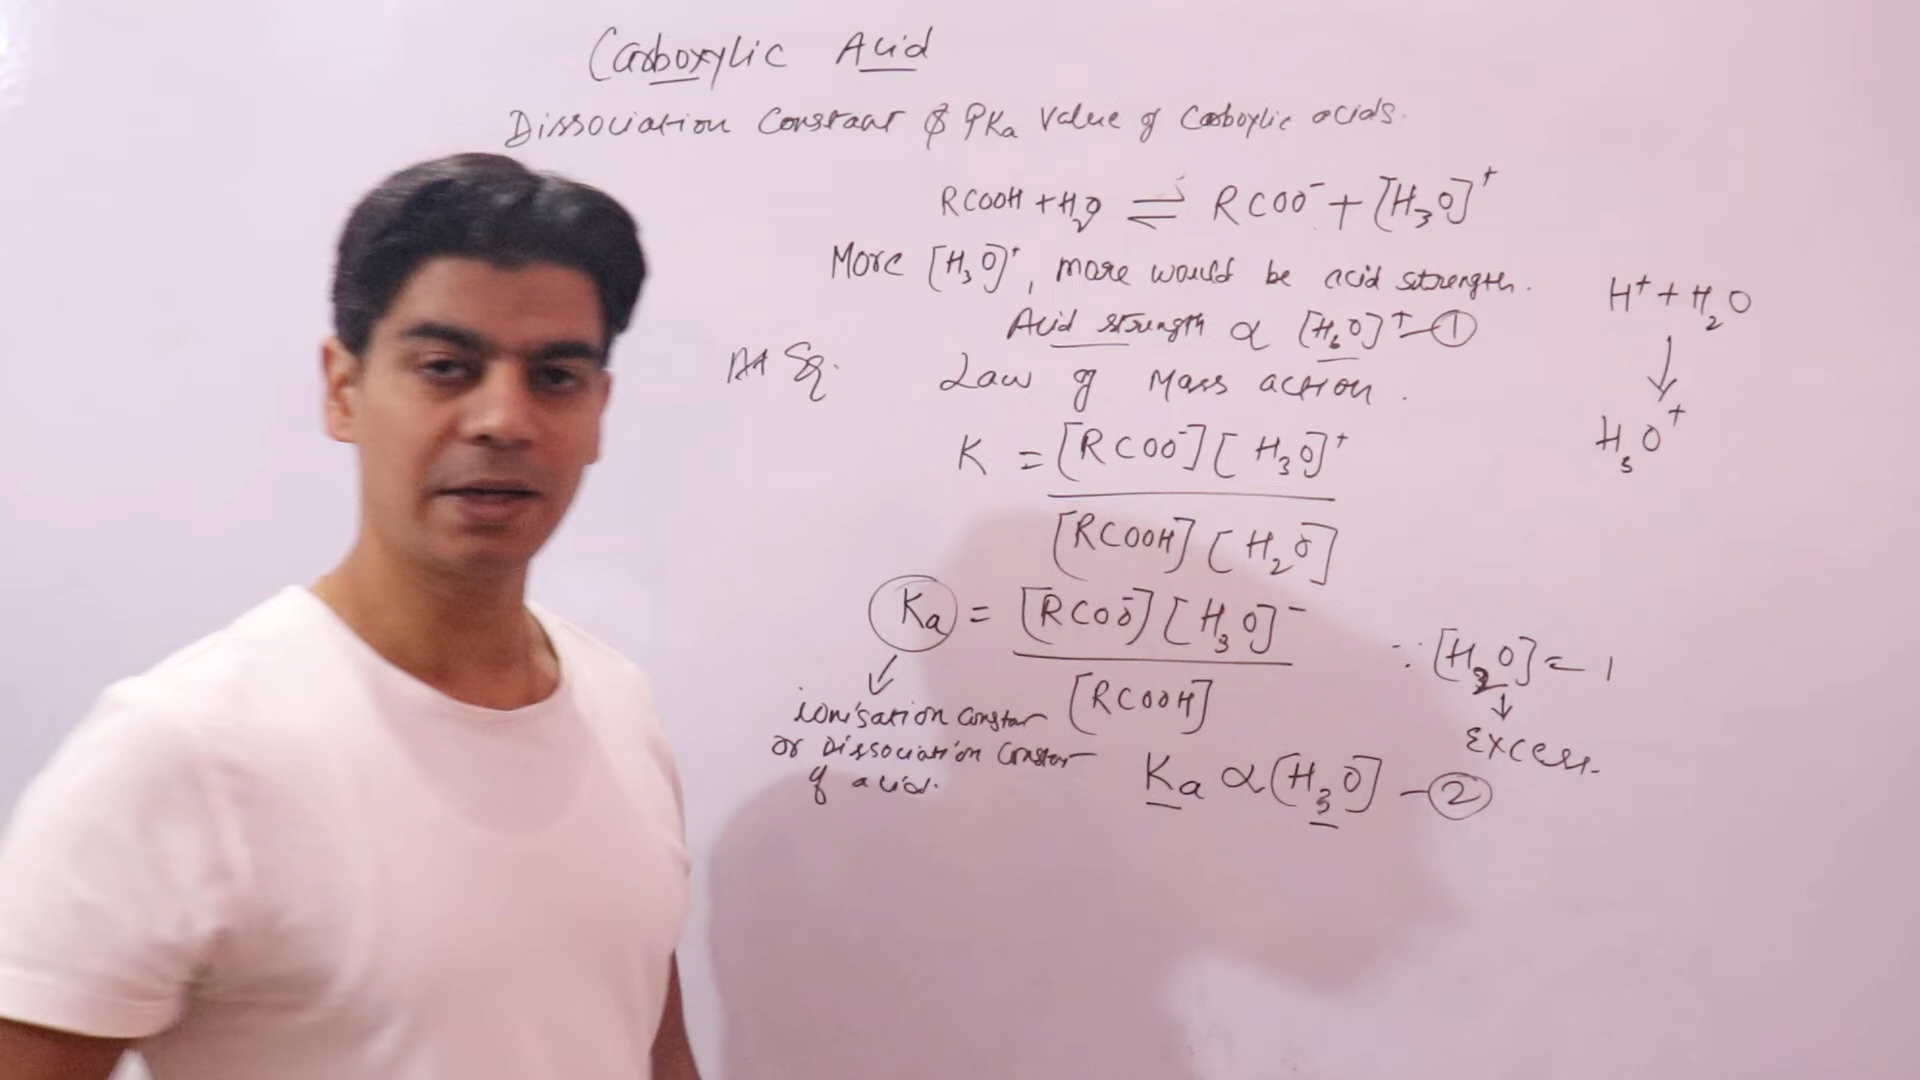 Carboxylic Acid
Dissociation Constant & PKa Value of Carboxylic acids.
RCOOH + H₂O ⇌ RCOO⁻ + [H₃O]⁺
More [H₃O]⁺, more would be acid strength.
Acid strength ∝ [H₃O]⁺ — ①
At Eq. Law of Mass action.
K = [RCOO⁻][H₃O]⁺
[RCOOH][H₂O]
Ka = [RCOO⁻][H₃O]⁻
[RCOOH]
ionisation Constant
or Dissociation Constant
of acid.
Ka ∝ [H₃O] — ②
H⁺ + H₂O
↓
H₃O⁺
∵ [H₂O] = 1
↓
Excess.